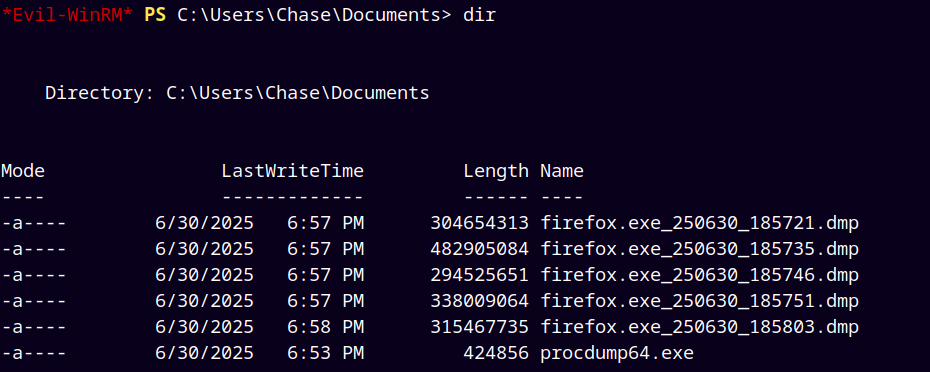 *Evil-WinRM* PS C:\Users\Chase\Documents> dir
Directory: C:\Users\Chase\Documents
Mode                LastWriteTime         Length Name
----                -------------         ------ ----
-a----        6/30/2025   6:57 PM      304654313 firefox.exe_250630_185721.dmp
-a----        6/30/2025   6:57 PM      482905084 firefox.exe_250630_185735.dmp
-a----        6/30/2025   6:57 PM      294525651 firefox.exe_250630_185746.dmp
-a----        6/30/2025   6:57 PM      338009064 firefox.exe_250630_185751.dmp
-a----        6/30/2025   6:58 PM      315467735 firefox.exe_250630_185803.dmp
-a----        6/30/2025   6:53 PM         424856 procdump64.exe